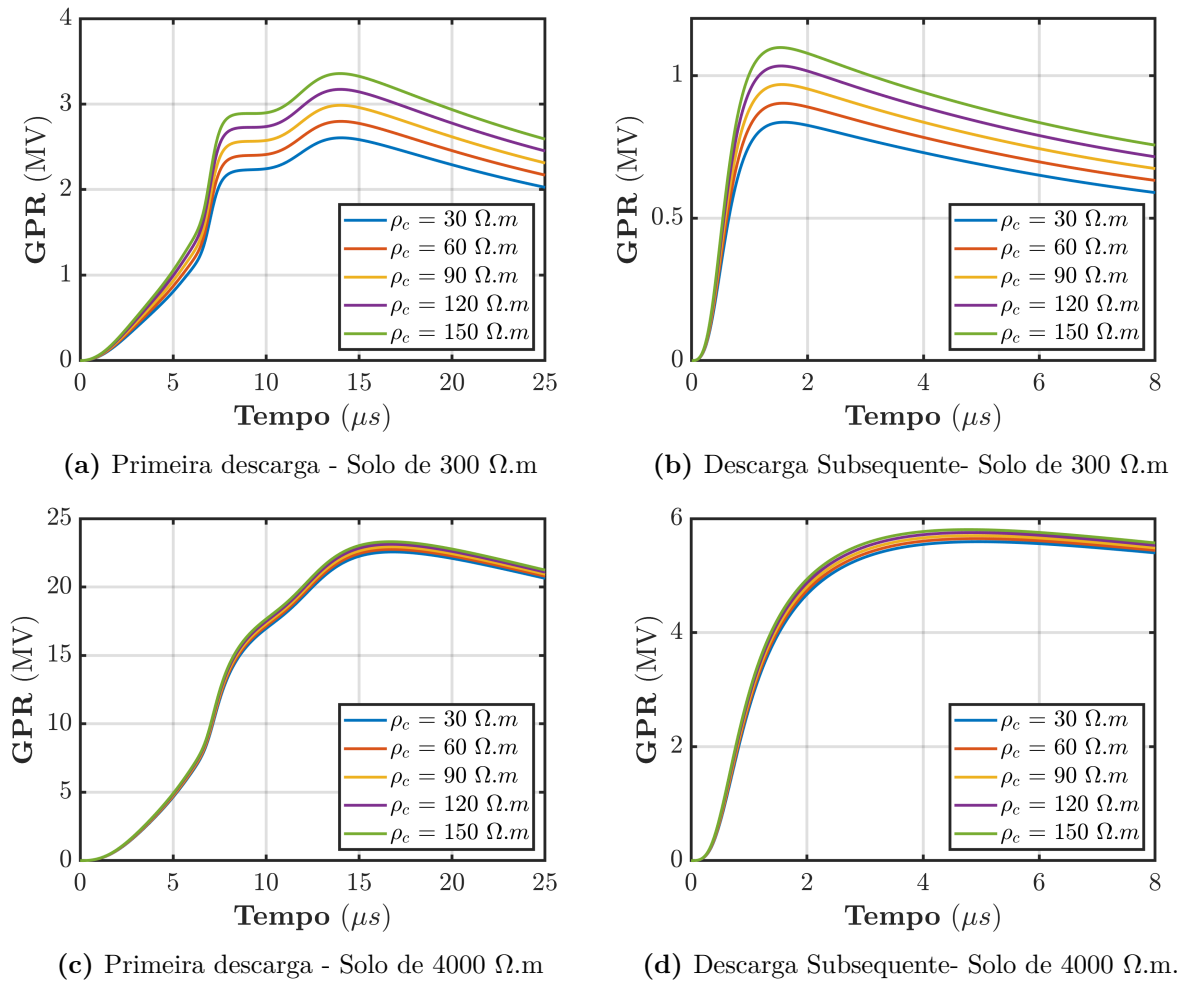 4
3
2
1
0
GPR (MV)
0
5
10
15
20
25
Tempo (μs)
ρc = 30 Ω.m
ρc = 60 Ω.m
ρc = 90 Ω.m
ρc = 120 Ω.m
ρc = 150 Ω.m
(a) Primeira descarga - Solo de 300 Ω.m
1
0.5
0
GPR (MV)
0
2
4
6
8
Tempo (μs)
ρc = 30 Ω.m
ρc = 60 Ω.m
ρc = 90 Ω.m
ρc = 120 Ω.m
ρc = 150 Ω.m
(b) Descarga Subsequente- Solo de 300 Ω.m
25
20
15
10
5
0
GPR (MV)
0
5
10
15
20
25
Tempo (μs)
ρc = 30 Ω.m
ρc = 60 Ω.m
ρc = 90 Ω.m
ρc = 120 Ω.m
ρc = 150 Ω.m
(c) Primeira descarga - Solo de 4000 Ω.m
6
4
2
0
GPR (MV)
0
2
4
6
8
Tempo (μs)
ρc = 30 Ω.m
ρc = 60 Ω.m
ρc = 90 Ω.m
ρc = 120 Ω.m
ρc = 150 Ω.m
(d) Descarga Subsequente- Solo de 4000 Ω.m.